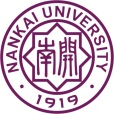 NANKAI UNIVERSITY
南開
· 1919 ·